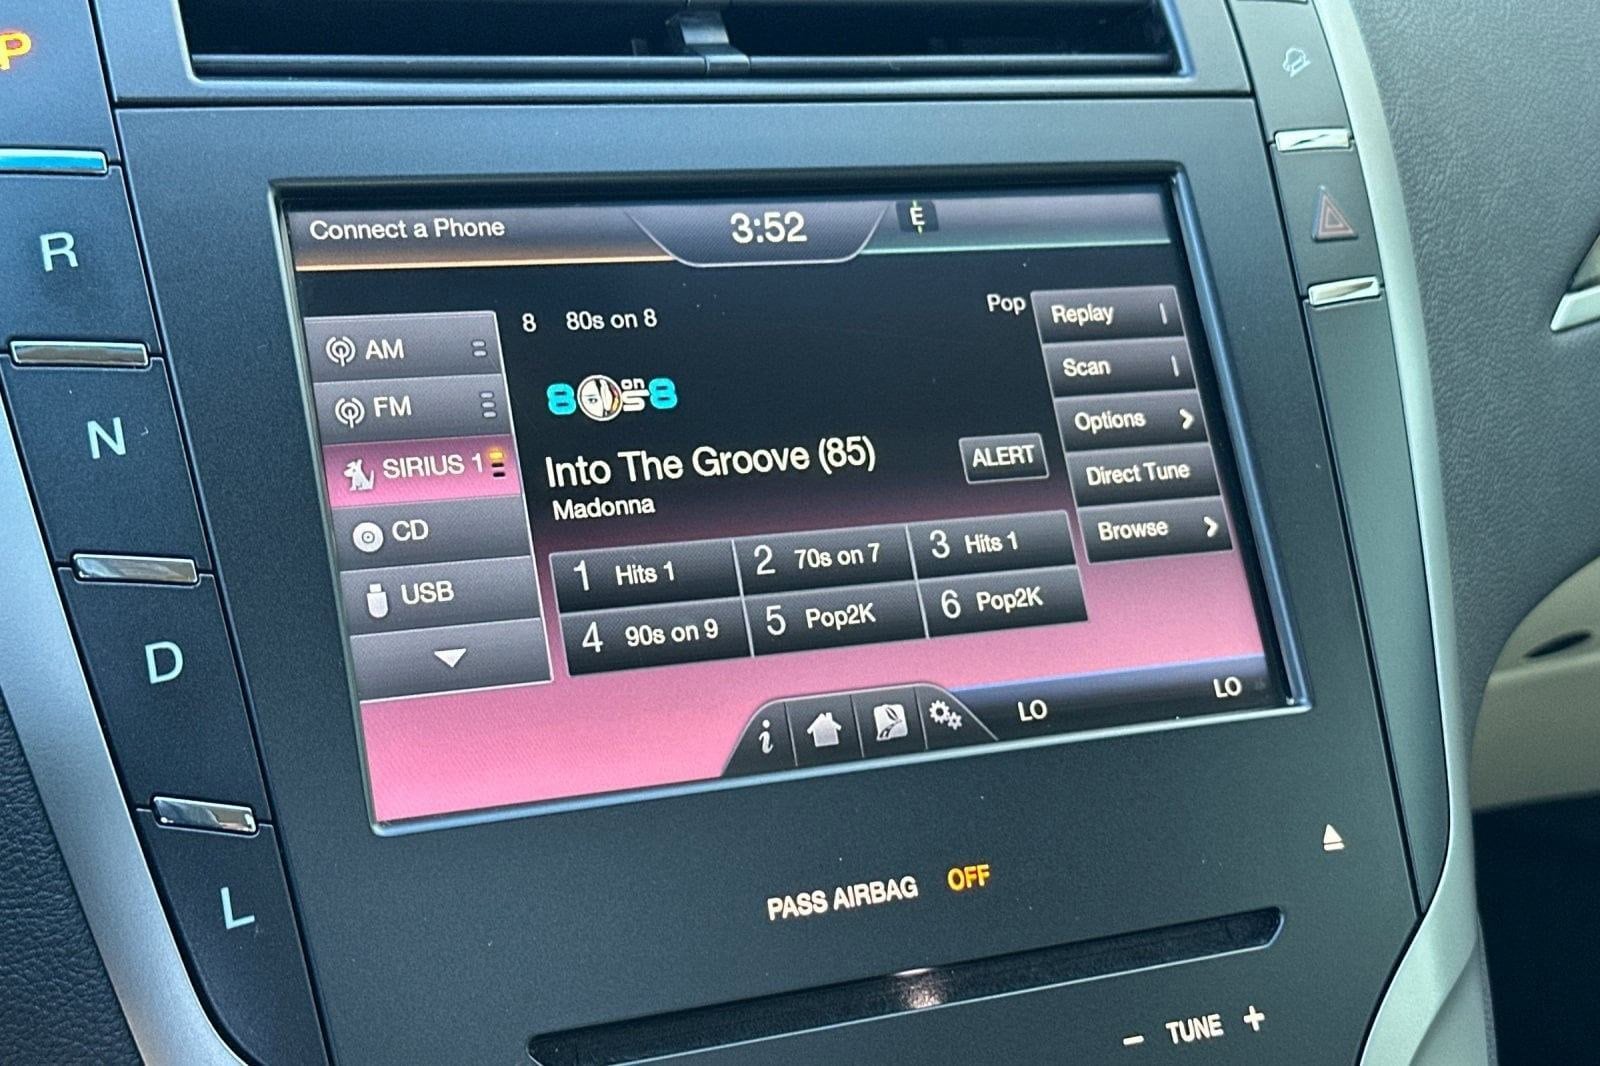 P
R
N
D
L
Connect a Phone
3:52
E
AM
FM
SIRIUS 1
CD
USB
8 80s on 8
Pop
80s on 8
Into The Groove (85)
Madonna
ALERT
1 Hits 1
2 70s on 7
3 Hits 1
4 90s on 9
5 Pop2K
6 Pop2K
Replay
Scan
Options
Direct Tune
Browse
i
LO
LO
PASS AIRBAG OFF
- TUNE +